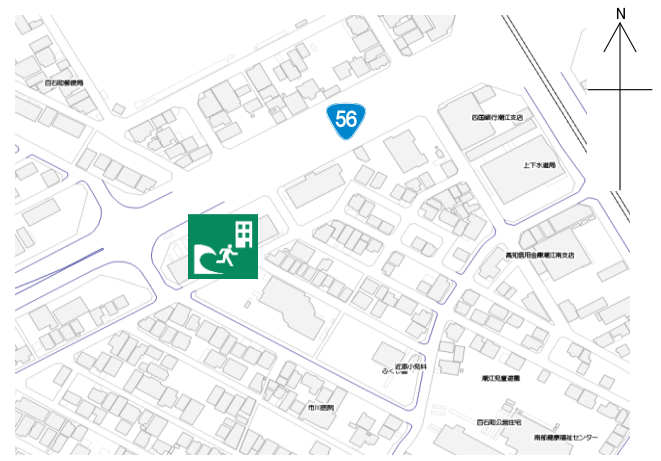 N
百石町郵便局
56
四国銀行潮江支店
上下水道局
高知信用金庫潮江南支店
近澤小児科
潮江児童遊園
市川医院
百石町公営住宅
南部健康福祉センター